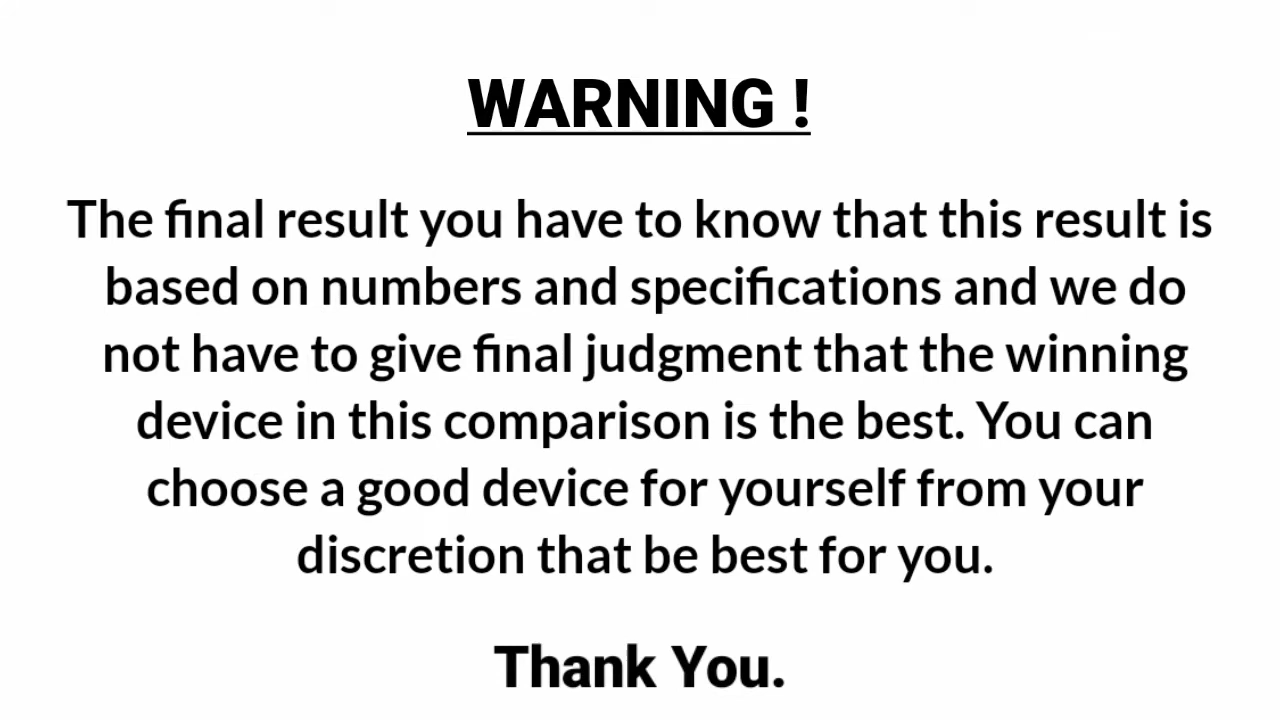 WARNING !
The final result you have to know that this result is
based on numbers and specifications and we do
not have to give final judgment that the winning
device in this comparison is the best. You can
choose a good device for yourself from your
discretion that be best for you.
Thank You.